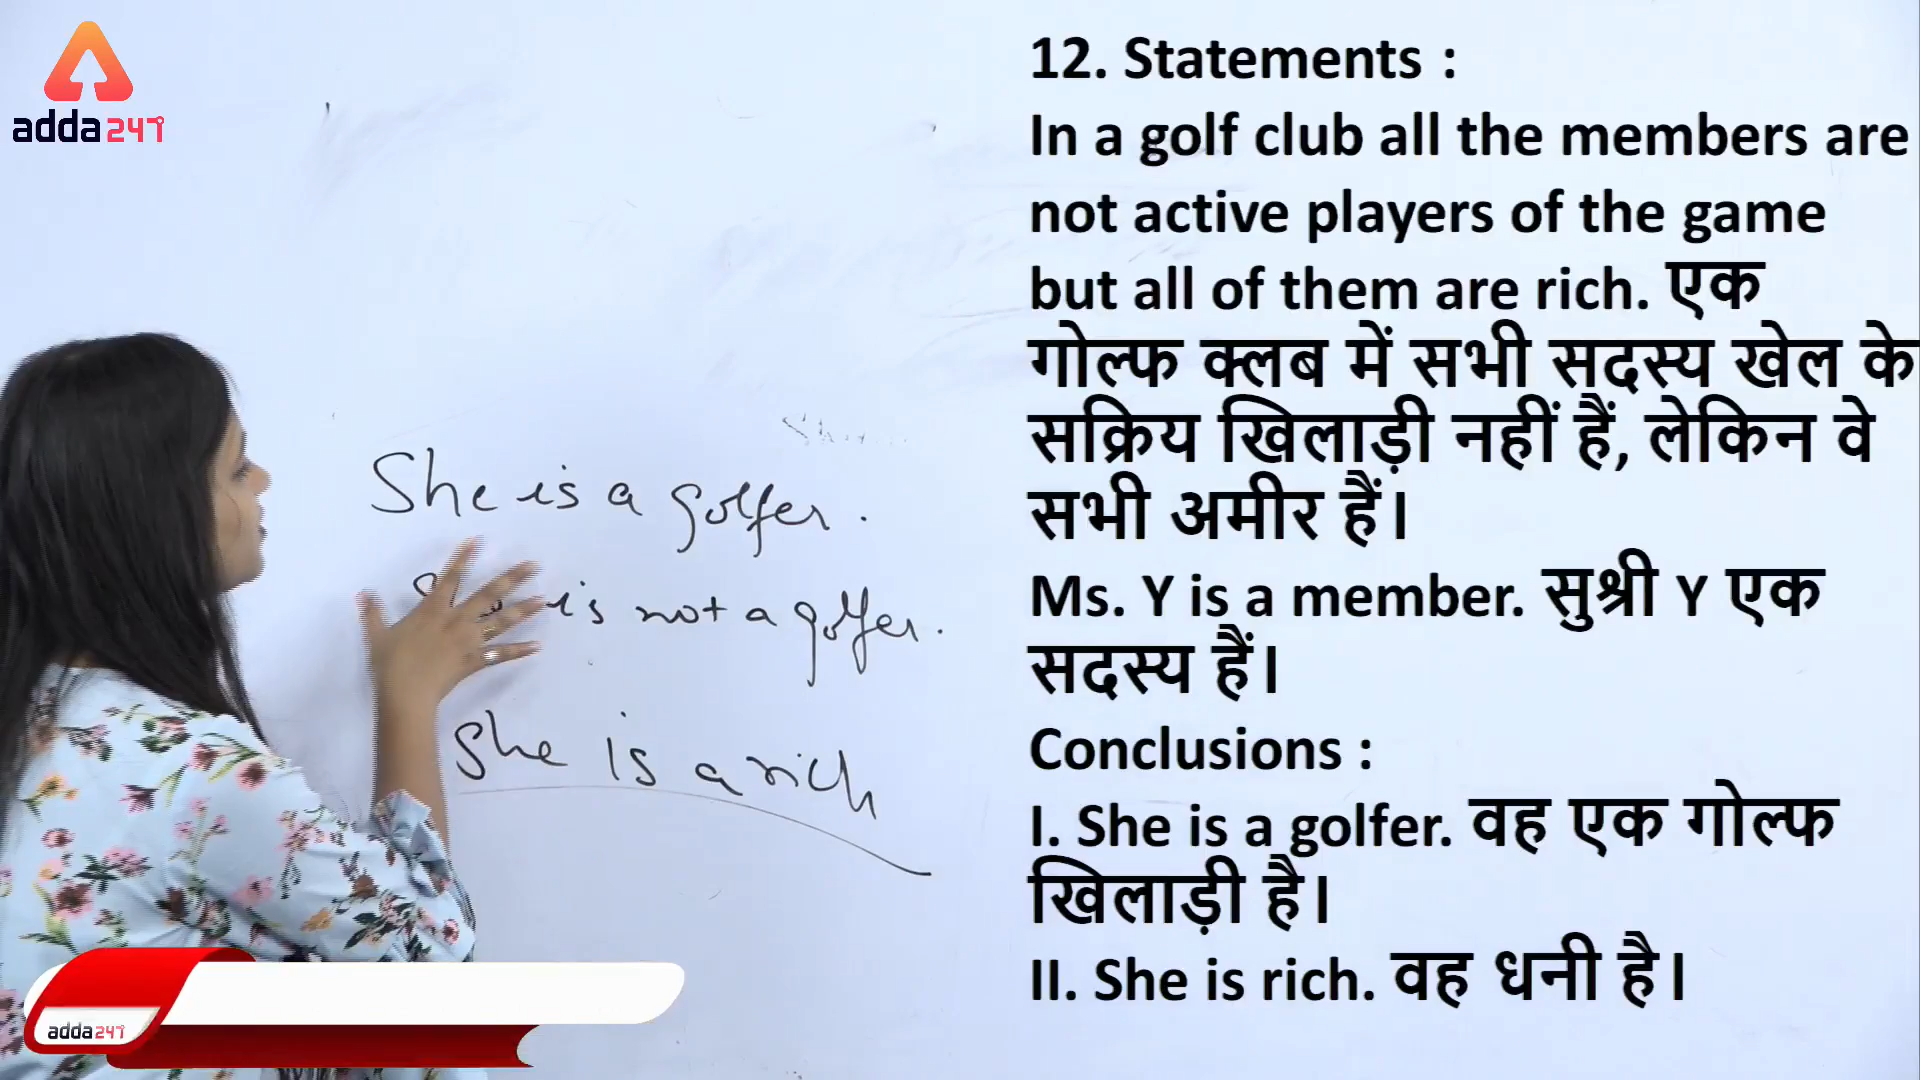 adda247
12. Statements :
In a golf club all the members are
not active players of the game
but all of them are rich. एक
गोल्फ क्लब में सभी सदस्य खेल के
सक्रिय खिलाड़ी नहीं हैं, लेकिन वे
सभी अमीर हैं।
Ms. Y is a member. सुश्री Y एक
सदस्य हैं।
Conclusions :
I. She is a golfer. वह एक गोल्फ
खिलाड़ी है।
II. She is rich. वह धनी है।
She is a golfer.
is not a golfer.
She is a rich
adda247